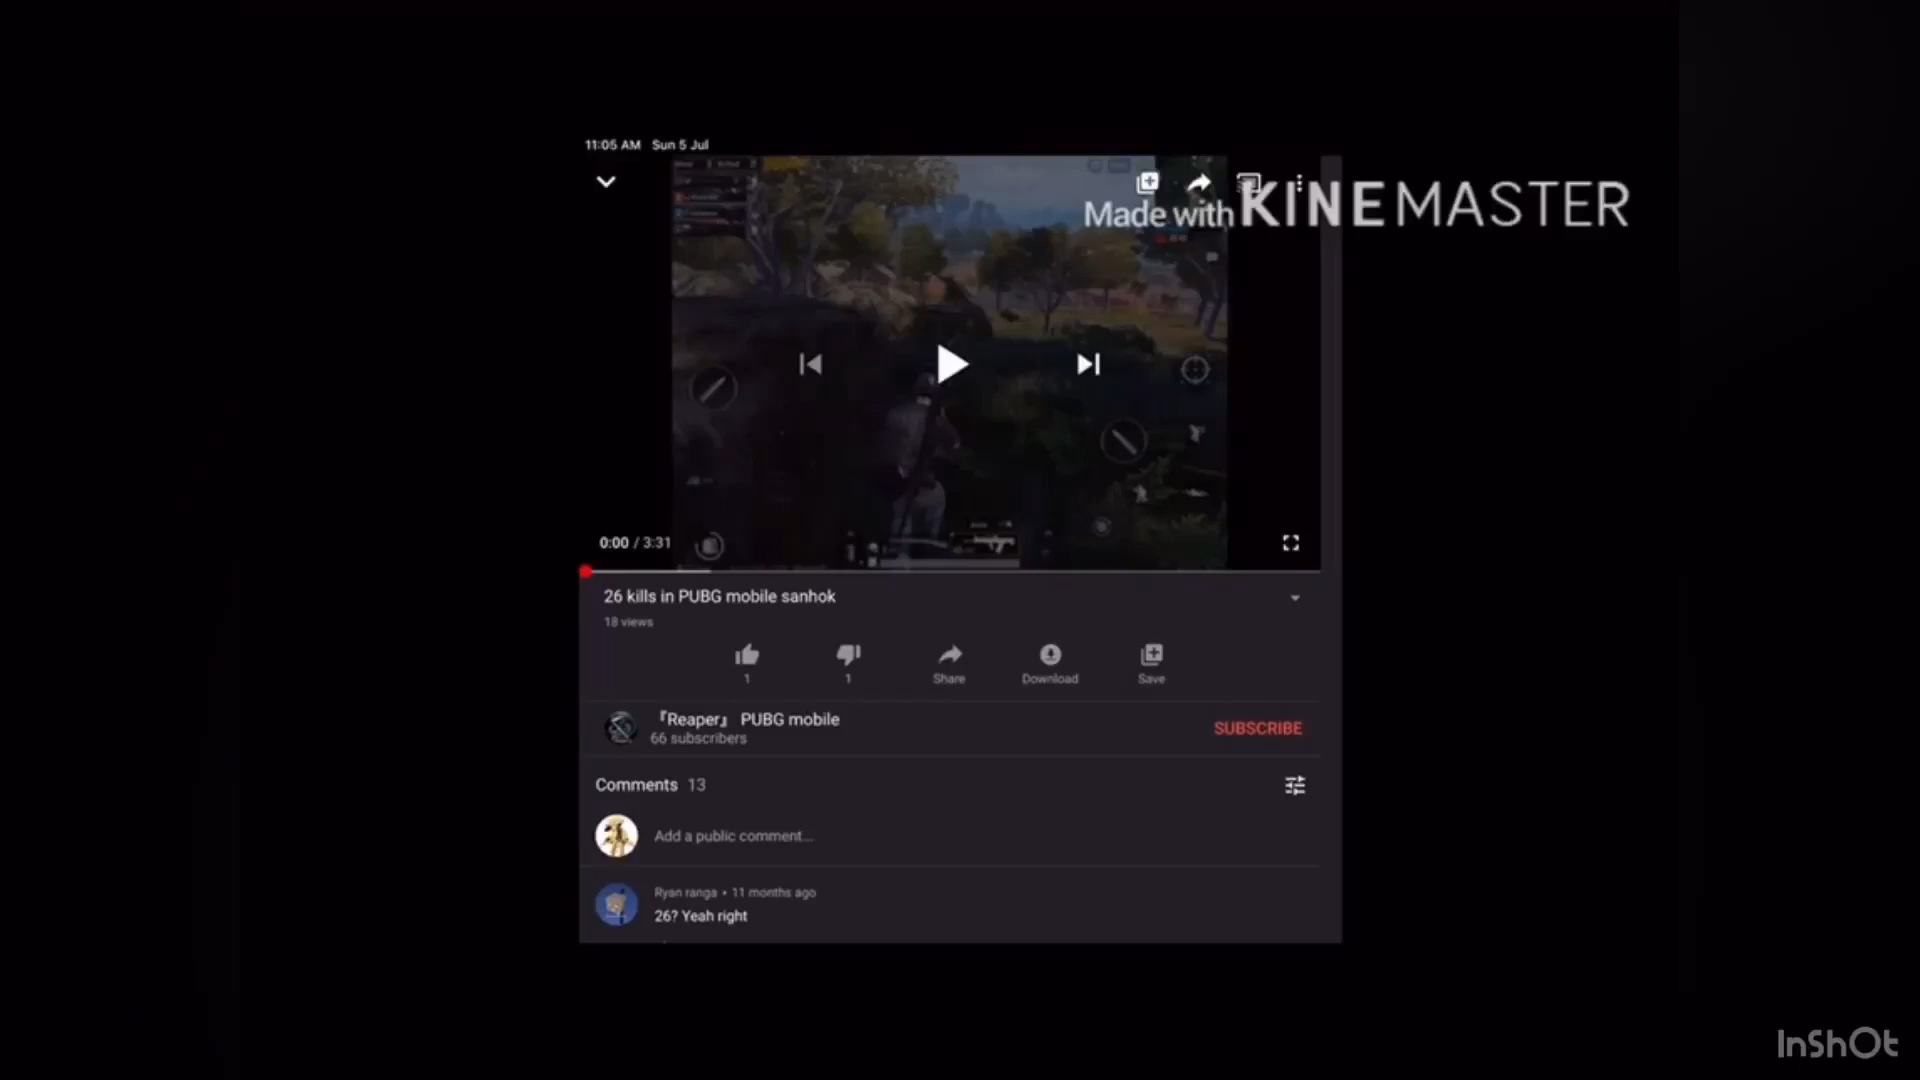 11:05 AM Sun 5 Jul
Made with KINEMASTER
0:00 / 3:31
26 kills in PUBG mobile sanhok
18 views
1
1
Share
Download
Save
『Reaper』 PUBG mobile
66 subscribers
SUBSCRIBE
Comments 13
Add a public comment...
Ryan ranga • 11 months ago
26? Yeah right
InShOt